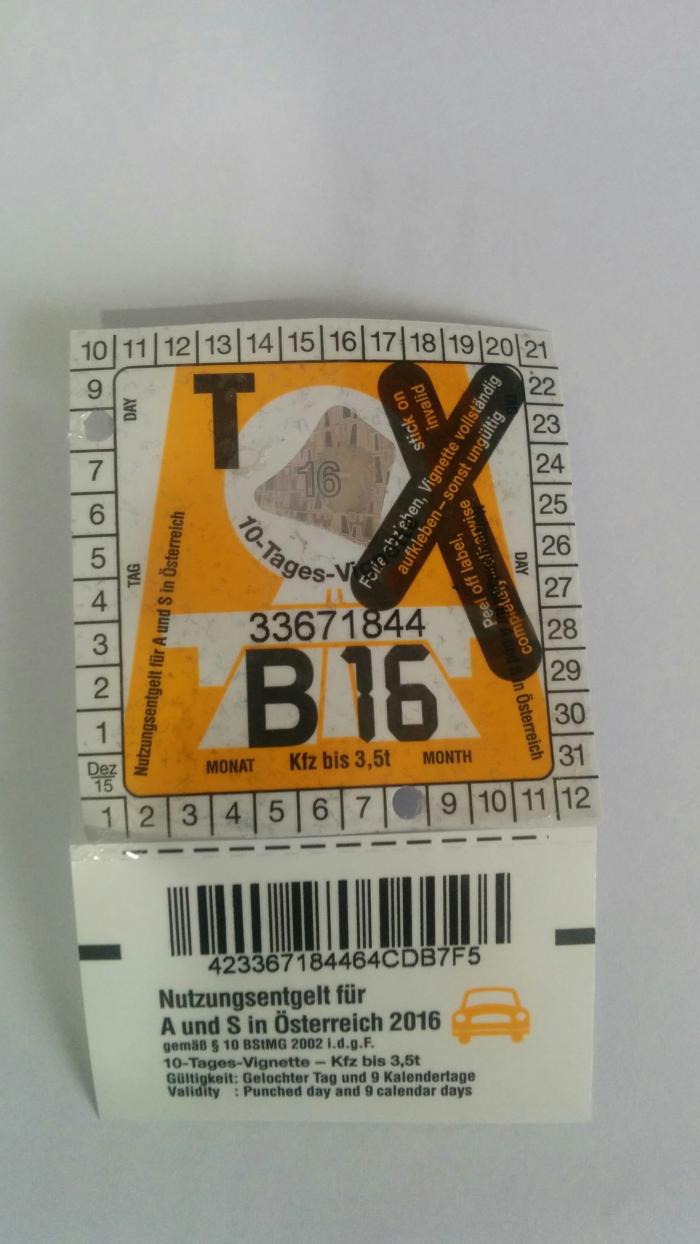 10 11 12 13 14 15 16 17 18 19 20 21
9 DAY 22
T
stick on
invalid
23
7 24
6 25
5 TAG 26
4 27
3 28
2 29
1 30
Dez 31
15
1 2 3 4 5 6 7 9 10 11 12
16
10-Tages-
abziehen, Vignette vollständig
aufkleben – sonst ungültig
Peel off label,
completely
DAY
Nutzungsentgelt für A und S in Österreich
in Österreich
33671844
B 16
MONAT Kfz bis 3,5t MONTH
423367184464CDB7F5
Nutzungsentgelt für
A und S in Österreich 2016
gemäß § 10 BStMG 2002 i.d.g.F.
10-Tages-Vignette – Kfz bis 3,5t
Gültigkeit: Gelochter Tag und 9 Kalendertage
Validity : Punched day and 9 calendar days